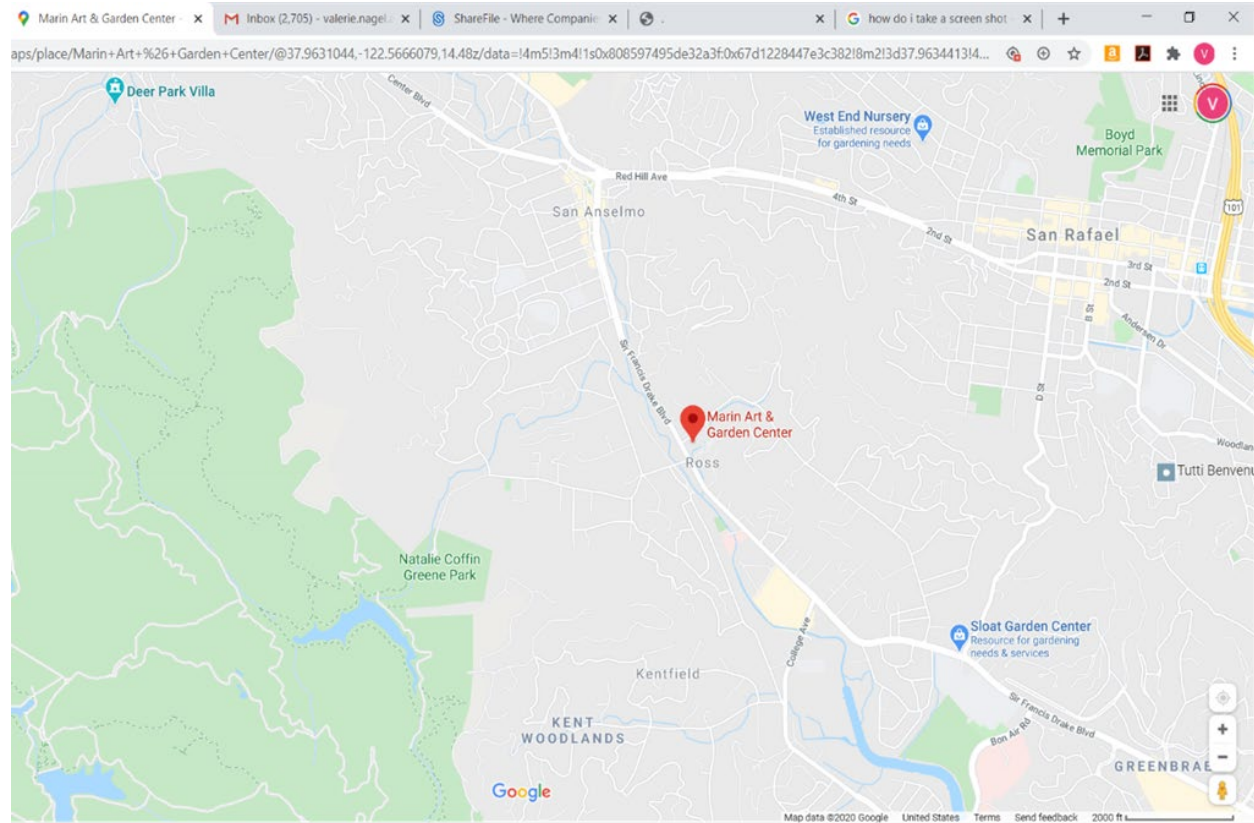 Marin Art & Garden Center -
Inbox (2,705) - valerie.nagel.
ShareFile - Where Companie
.
how do i take a screen shot -
aps/place/Marin+Art+%26+Garden+Center/@37.9631044,-122.5666079,14.48z/data=!4m5!3m4!1s0x808597495de32a3f:0x67d1228447e3c382!8m2!3d37.9634413!4...
V
V
Deer Park Villa
Center Blvd
West End Nursery
Established resource
for gardening needs
Boyd
Memorial Park
Red Hill Ave
San Anselmo
4th St
2nd St
San Rafael
101
3rd St
2nd St
B St
Andersen Dr
Sir Francis Drake Blvd
D St
Marin Art &
Garden Center
Ross
Woodlan
Tutti Benvenu
Natalie Coffin
Greene Park
Sloat Garden Center
Resource for gardening
needs & services
College Ave
Kentfield
KENT
WOODLANDS
Sir Francis Drake Blvd
Bon Air Rd
GREENBRAE
Google
Map data ©2020 Google United States Terms Send feedback 2000 ft